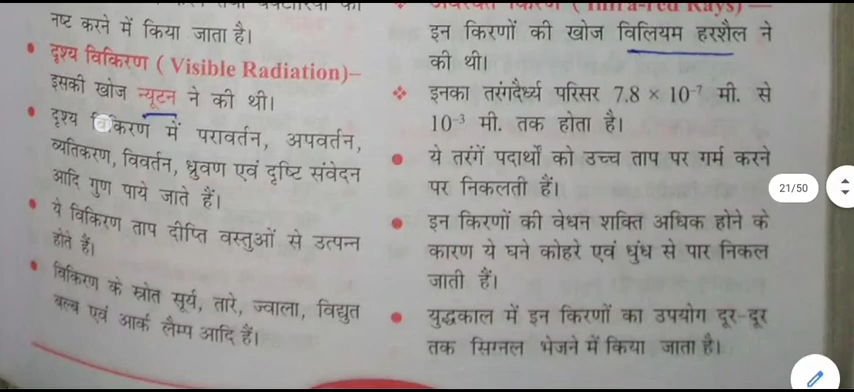 नष्ट करने में किया जाता है।
• दृश्य विकिरण ( Visible Radiation)–
इसकी खोज न्यूटन ने की थी।
• दृश्य विकिरण में परावर्तन, अपवर्तन,
व्यतिकरण, विवर्तन, ध्रुवण एवं दृष्टि संवेदन
आदि गुण पाये जाते हैं।
• ये विकिरण ताप दीप्ति वस्तुओं से उत्पन्न
होते हैं।
• विकिरण के स्रोत सूर्य, तारे, ज्वाला, विद्युत
बल्ब एवं आर्क लैम्प आदि हैं।
( Infra-red Rays) —
इन किरणों की खोज विलियम हरशैल ने
की थी।
❖ इनका तरंगदैर्ध्य परिसर 7.8 × 10⁻⁷ मी. से
10⁻³ मी. तक होता है।
• ये तरंगें पदार्थो को उच्च ताप पर गर्म करने
पर निकलती हैं।
• इन किरणों की वेधन शक्ति अधिक होने के
कारण ये घने कोहरे एवं धुंध से पार निकल
जाती हैं।
• युद्धकाल में इन किरणों का उपयोग दूर-दूर
तक सिग्नल भेजने में किया जाता है।
21/50